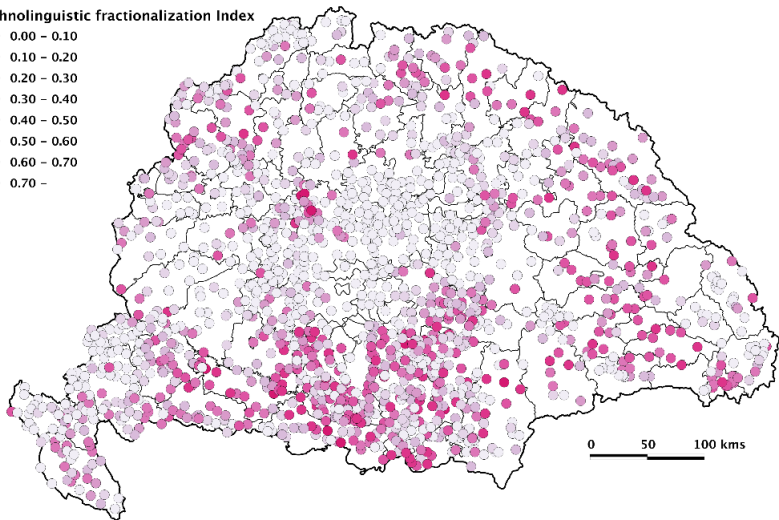 hnolinguistic fractionalization Index
0.00 – 0.10
0.10 – 0.20
0.20 – 0.30
0.30 – 0.40
0.40 – 0.50
0.50 – 0.60
0.60 – 0.70
0.70 –
0 50 100 kms